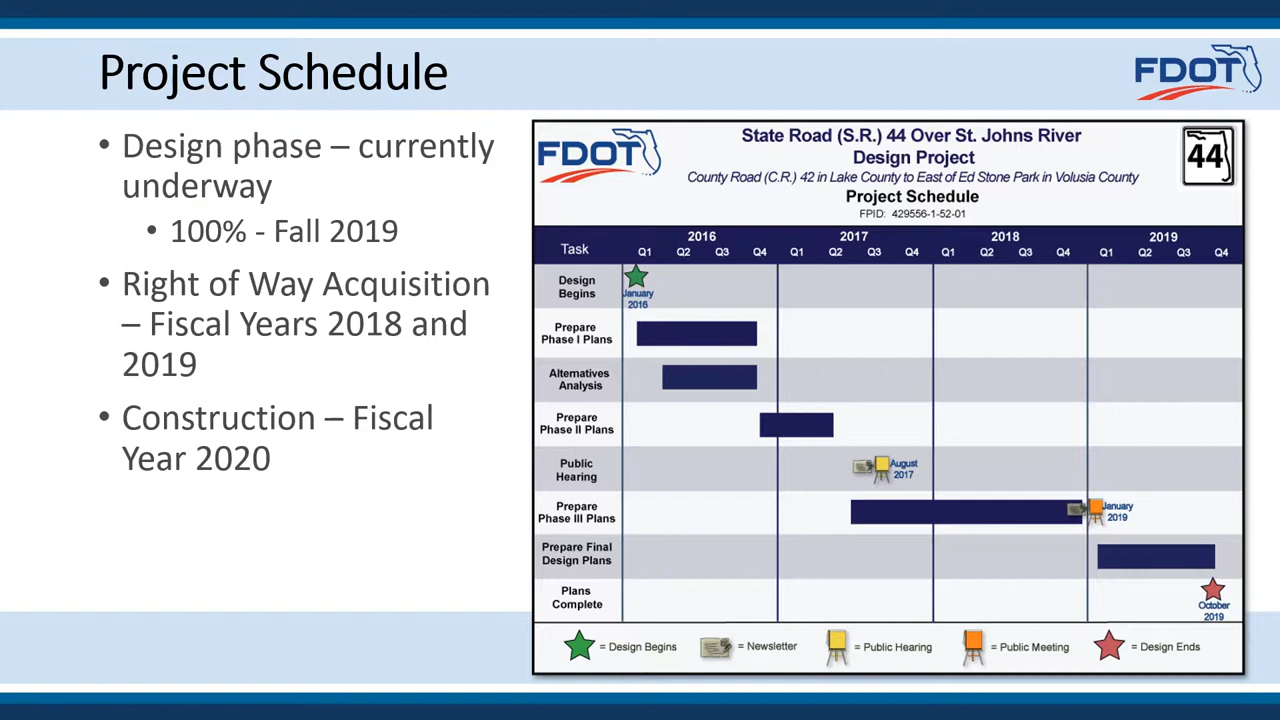 Project Schedule
FDOT
• Design phase – currently
underway
• 100% - Fall 2019
• Right of Way Acquisition
– Fiscal Years 2018 and
2019
• Construction – Fiscal
Year 2020
FDOT
State Road (S.R.) 44 Over St. Johns River
Design Project
County Road (C.R.) 42 in Lake County to East of Ed Stone Park in Volusia County
Project Schedule
FPID: 429556-1-52-01
44
Task
2016 2017 2018 2019
Q1 Q2 Q3 Q4 Q1 Q2 Q3 Q4 Q1 Q2 Q3 Q4 Q1 Q2 Q3 Q4
Design
Begins
January
2016
Prepare
Phase I Plans
Alternatives
Analysis
Prepare
Phase II Plans
Public
Hearing
August
2017
Prepare
Phase III Plans
January
2019
Prepare Final
Design Plans
Plans
Complete
October
2019
= Design Begins = Newsletter = Public Hearing = Public Meeting = Design Ends